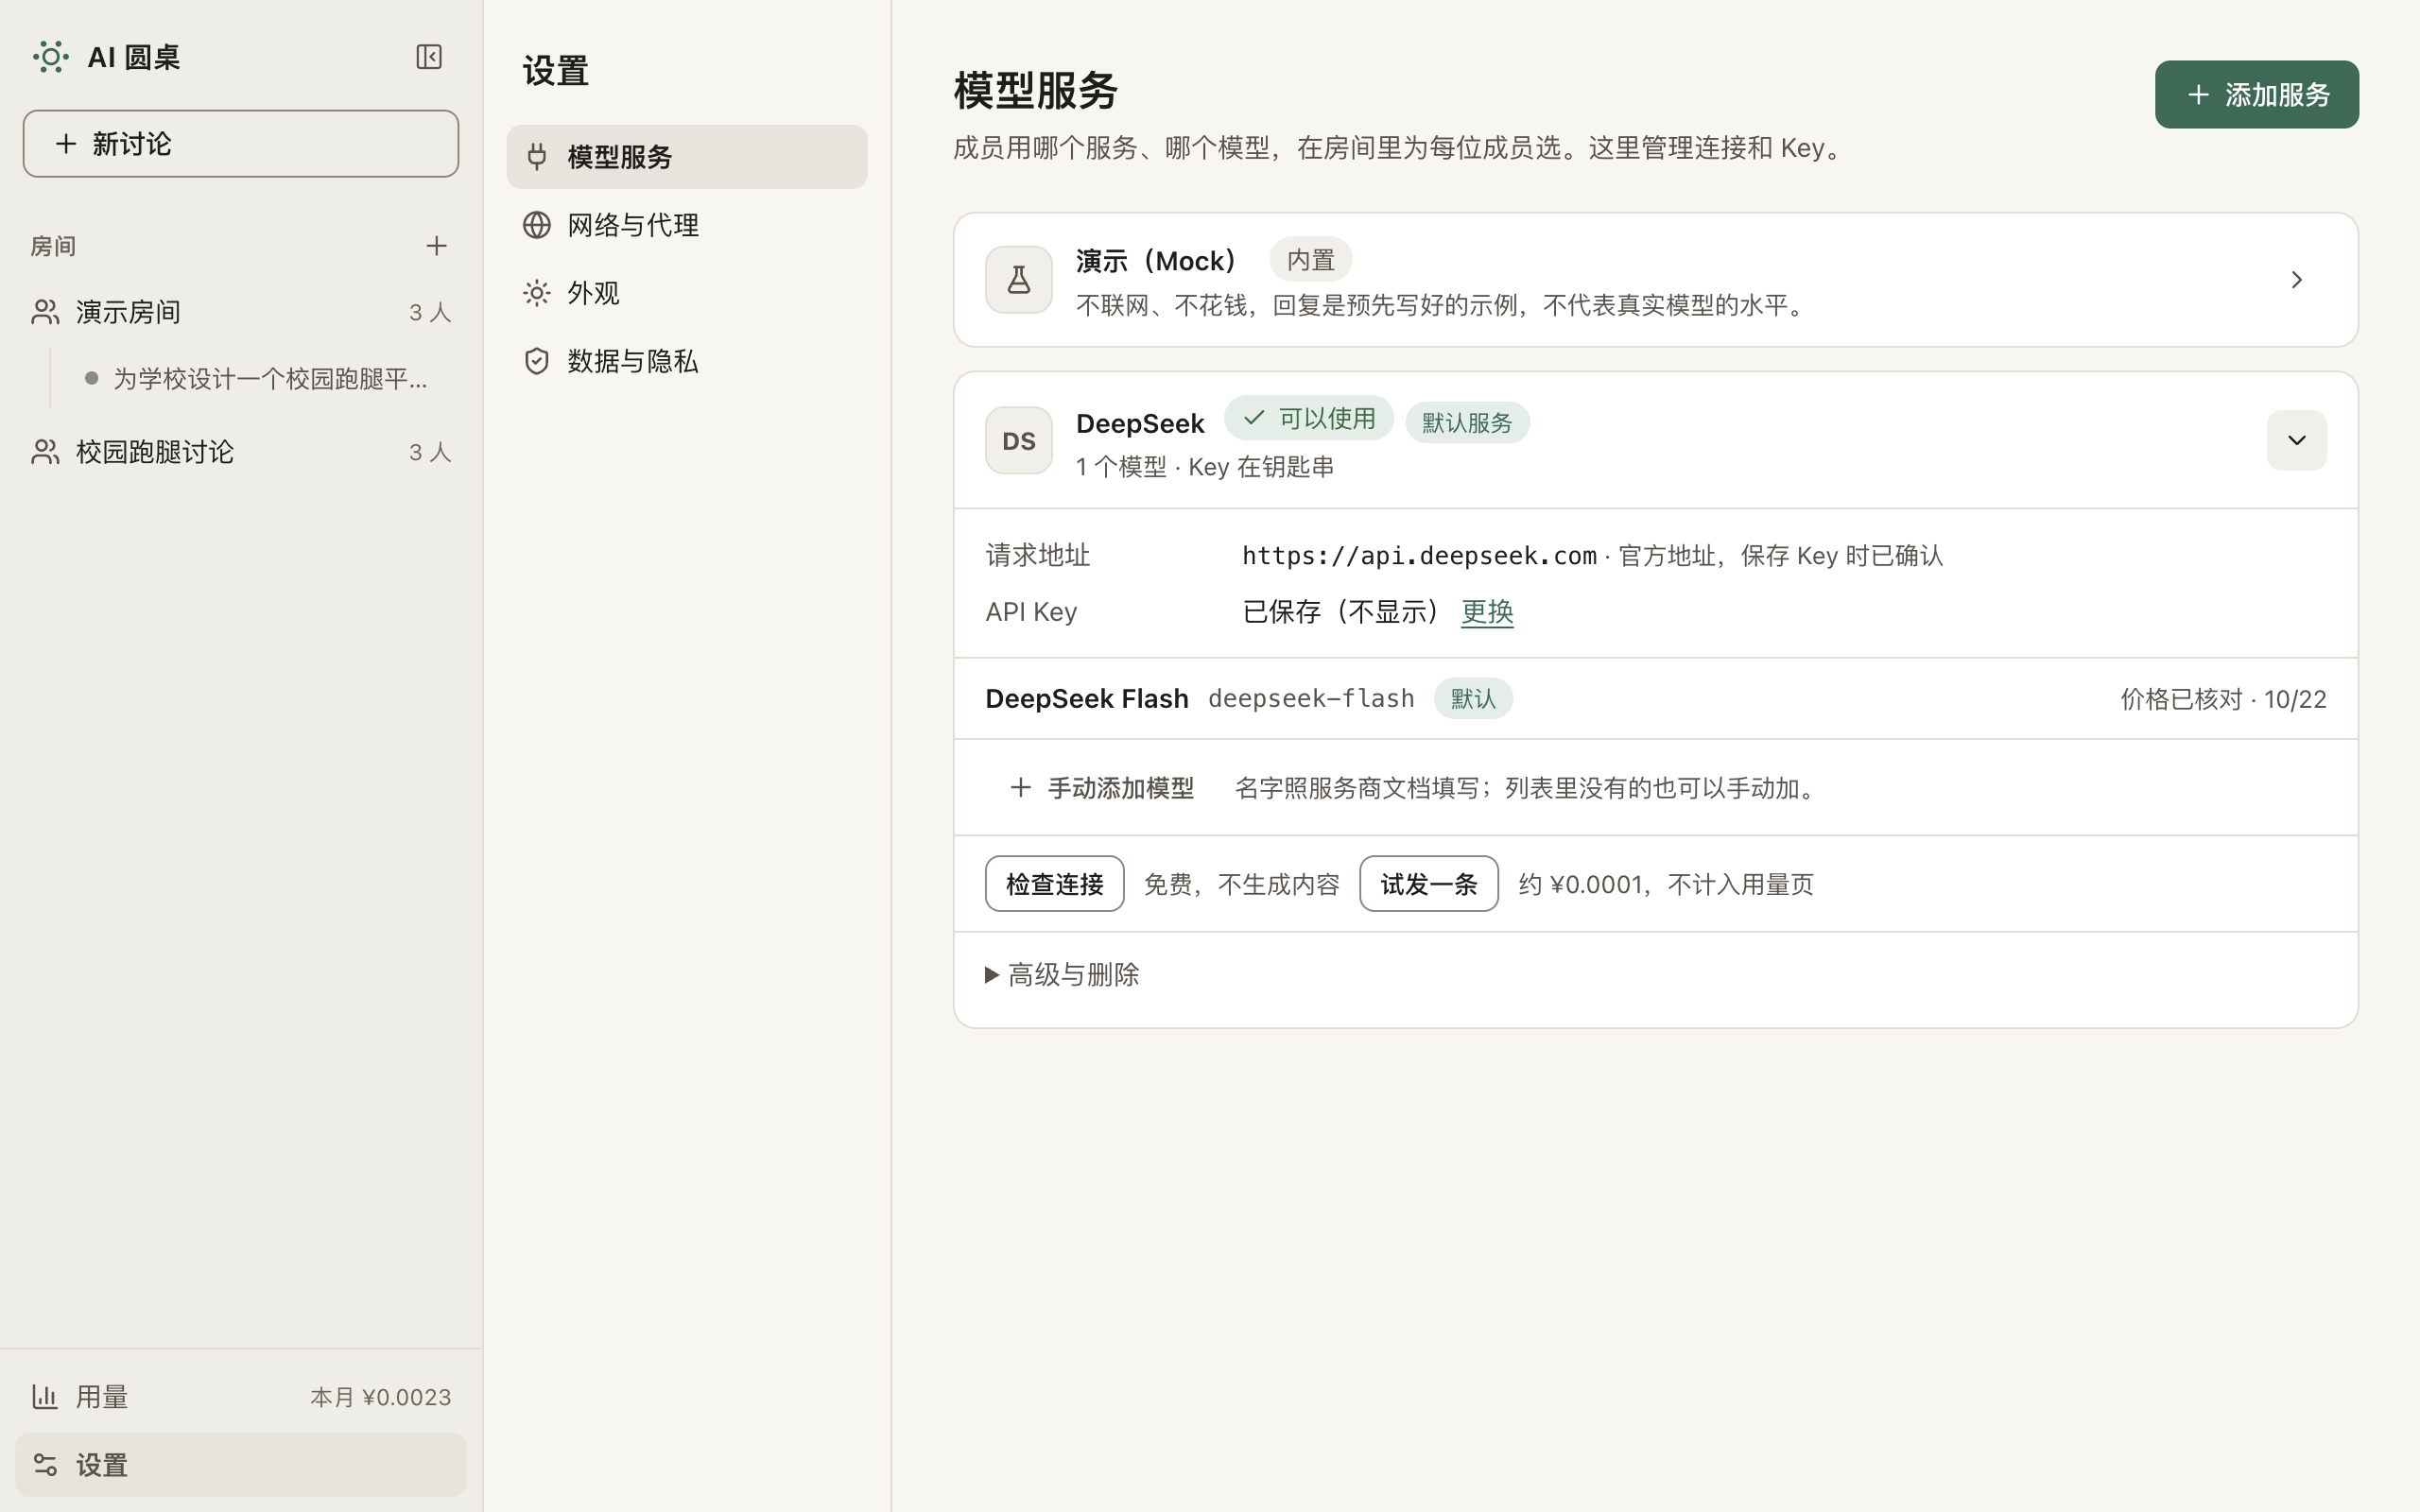 AI 圆桌
新讨论
房间
演示房间 3 人
为学校设计一个校园跑腿平...
校园跑腿讨论 3 人
用量 本月 ¥0.0023
设置
设置
模型服务
网络与代理
外观
数据与隐私
模型服务
添加服务
成员用哪个服务、哪个模型，在房间里为每位成员选。这里管理连接和 Key。
演示（Mock） 内置
不联网、不花钱，回复是预先写好的示例，不代表真实模型的水平。
DS
DeepSeek 可以使用 默认服务
1 个模型 · Key 在钥匙串
请求地址 https://api.deepseek.com · 官方地址，保存 Key 时已确认
API Key 已保存（不显示） 更换
DeepSeek Flash deepseek-flash 默认 价格已核对 · 10/22
手动添加模型 名字照服务商文档填写；列表里没有的也可以手动加。
检查连接 免费，不生成内容 试发一条 约 ¥0.0001，不计入用量页
高级与删除